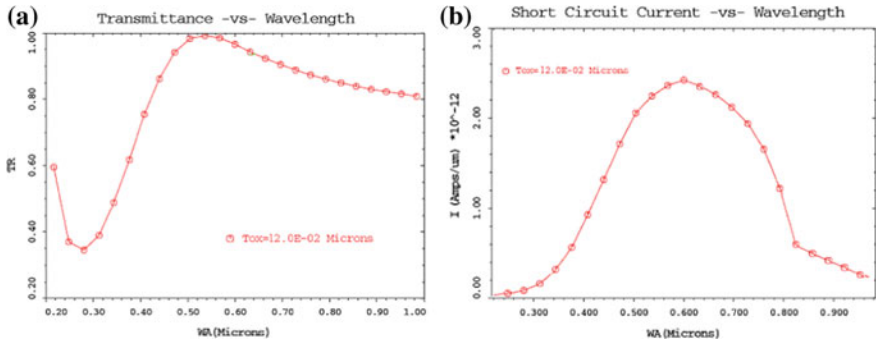 (a)
Transmittance -vs- Wavelength
1.00
0.80
0.60
0.40
0.20
TR
Tox=12.0E-02 Microns
0.20 0.30 0.40 0.50 0.60 0.70 0.80 0.90 1.00
WA(Microns)
(b)
Short Circuit Current -vs- Wavelength
3.00
2.00
1.00
0.00
I (Amps/um) *10^-12
Tox=12.0E-02 Microns
0.300 0.400 0.500 0.600 0.700 0.800 0.900
WA(Microns)